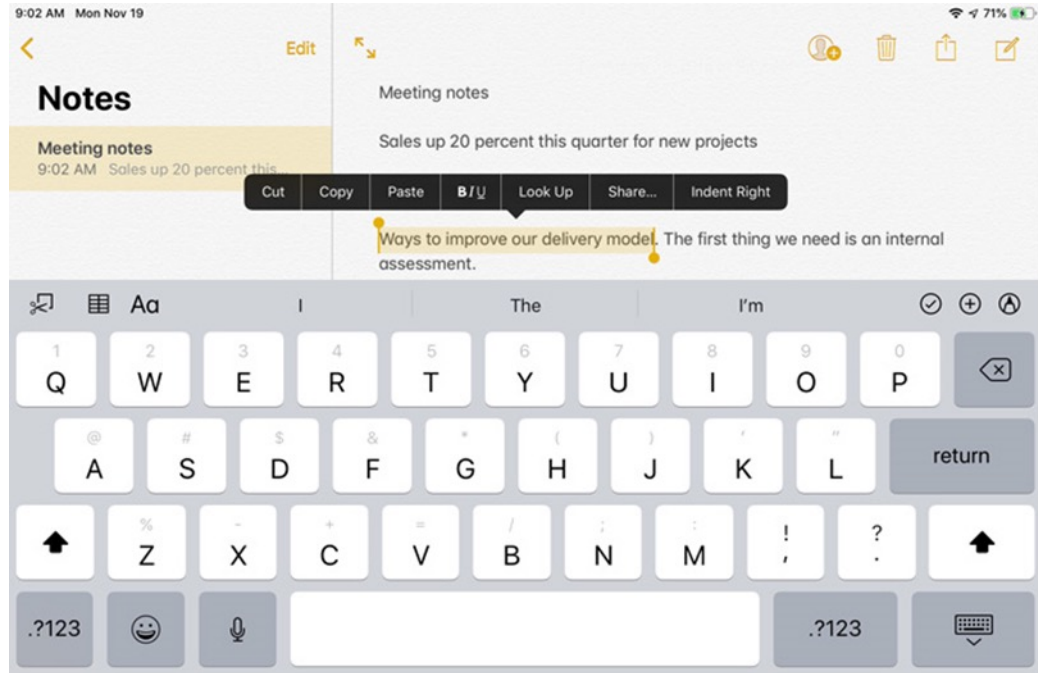 9:02 AM Mon Nov 19 71%
Edit
Notes
Meeting notes
9:02 AM Sales up 20 percent this...
Meeting notes
Sales up 20 percent this quarter for new projects
Cut Copy Paste BIU Look Up Share... Indent Right
Ways to improve our delivery model. The first thing we need is an internal
assessment.
Aa I The I'm
1 2 3 4 5 6 7 8 9 0
Q W E R T Y U I O P
@ # $ & * ( ) ' "
A S D F G H J K L return
% - + = / ; : ! ?
Z X C V B N M , .
.?123 .?123